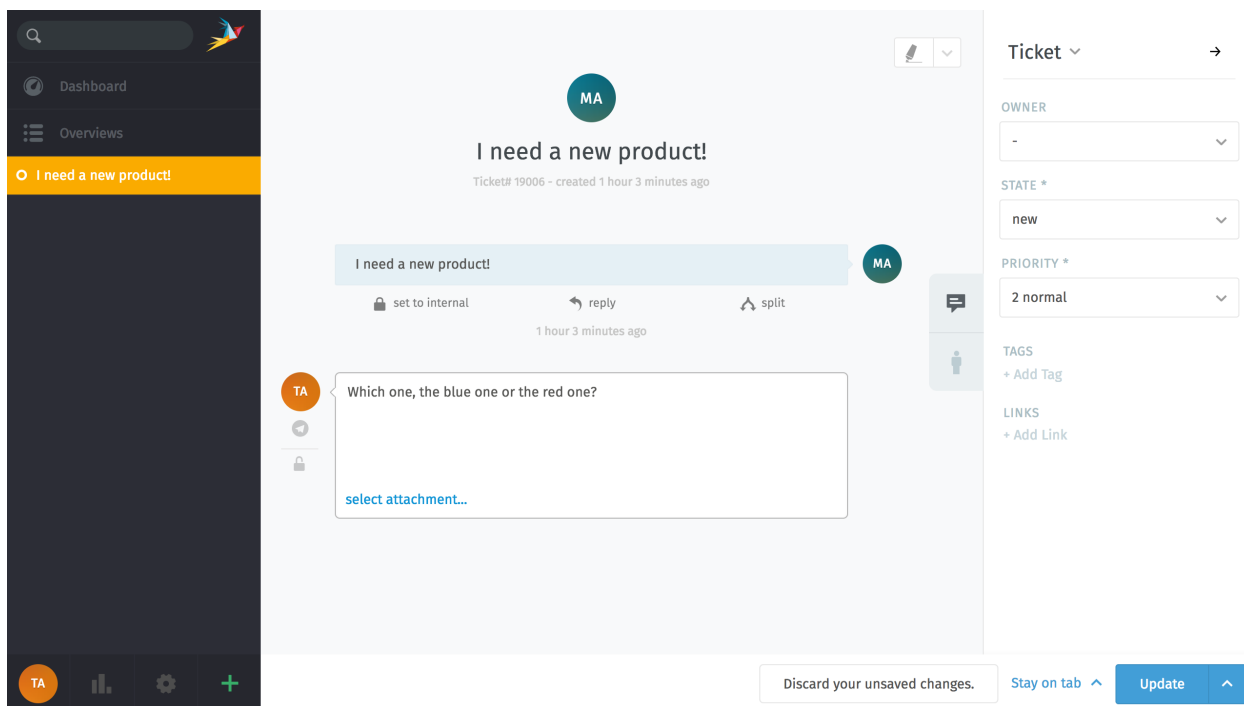 Dashboard
Overviews
I need a new product!
TA
MA
I need a new product!
Ticket# 19006 - created 1 hour 3 minutes ago
I need a new product!
MA
set to internal
reply
split
1 hour 3 minutes ago
TA
Which one, the blue one or the red one?
select attachment...
Ticket
OWNER
-
STATE *
new
PRIORITY *
2 normal
TAGS
+ Add Tag
LINKS
+ Add Link
Discard your unsaved changes.
Stay on tab
Update